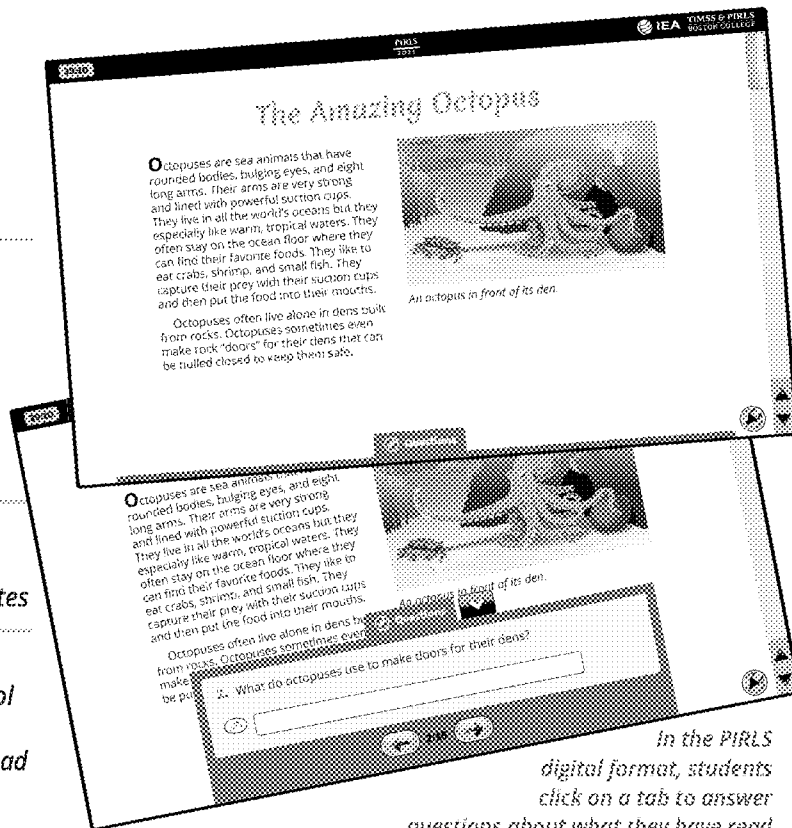 PIRLS
2021
IEA
TIMSS & PIRLS
BOSTON COLLEGE
The Amazing Octopus
Octopuses are sea animals that have
rounded bodies, bulging eyes, and eight
long arms. Their arms are very strong
and lined with powerful suction cups.
They live in all the world's oceans but they
especially like warm, tropical waters. They
often stay on the ocean floor where they
can find their favorite foods. They like to
eat crabs, shrimp, and small fish. They
capture their prey with their suction cups
and then put the food into their mouths.
Octopuses often live alone in dens built
from rocks. Octopuses sometimes even
make rock "doors" for their dens that can
be pulled closed to keep them safe.
An octopus in front of its den.
Octopuses are sea animals
rounded bodies, bulging eyes, and eight
long arms. Their arms are very strong
and lined with powerful suction cups.
They live in all the world's oceans but they
especially like warm, tropical waters. They
often stay on the ocean floor where they
can find their favorite foods. They like to
eat crabs, shrimp, and small fish. They
capture their prey with their suction cups
and then put the food into their mouths.
Octopuses often live alone in dens
from rocks. Octopuses sometimes even
make
be
An octopus in front of its den.
2. What do octopuses use to make doors for their dens?
tes
ol
ad
In the PIRLS
digital format, students
click on a tab to answer
questions about what they have read